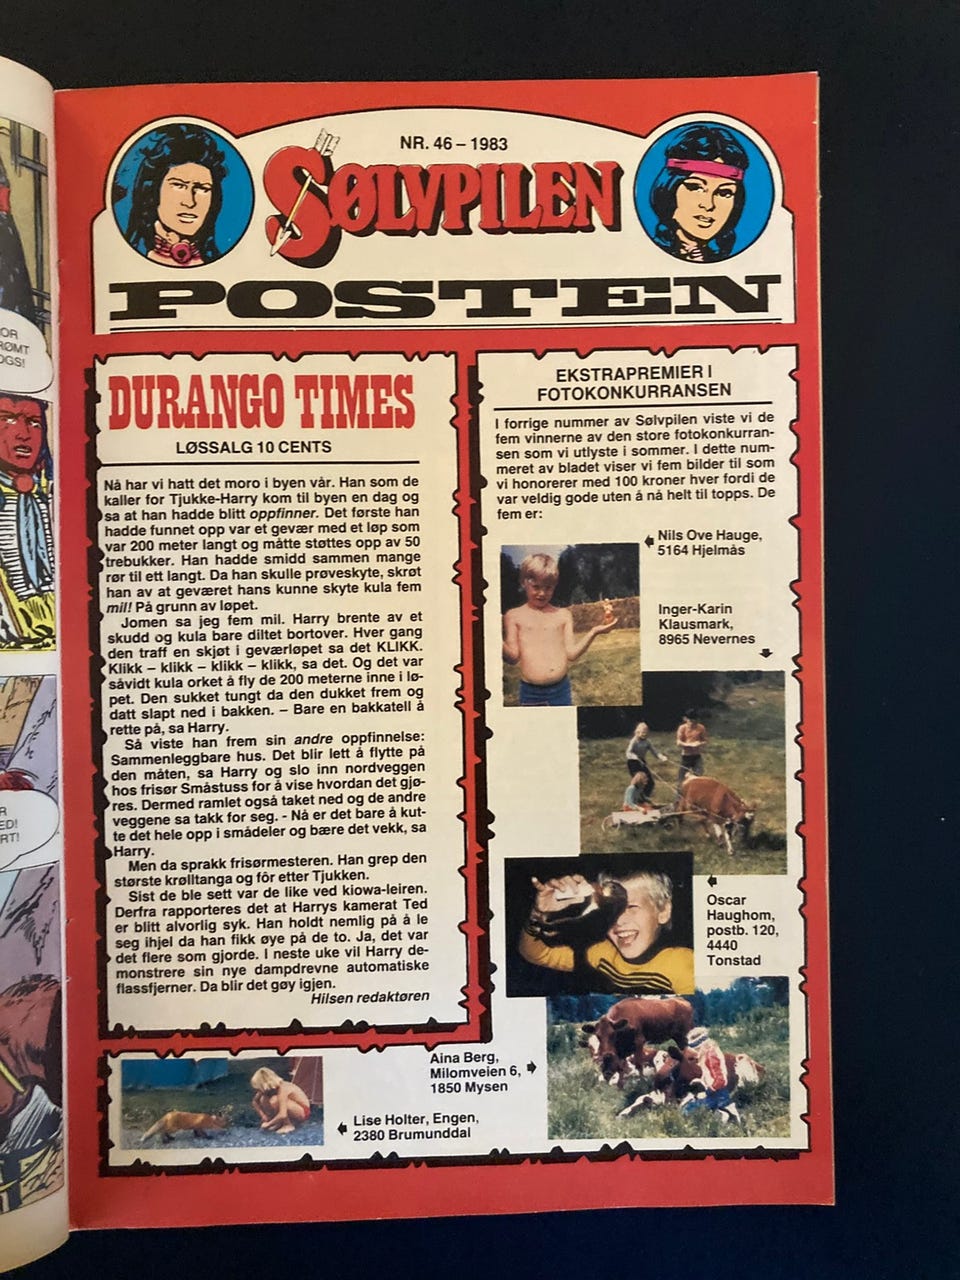 NR. 46 – 1983
SØLVPILEN
POSTEN
DURANGO TIMES
LØSSALG 10 CENTS
Nå har vi hatt det moro i byen vår. Han som de
kaller for Tjukke-Harry kom til byen en dag og
sa at han hadde blitt oppfinner. Det første han
hadde funnet opp var et gevær med et løp som
var 200 meter langt og måtte støttes opp av 50
trebukker. Han hadde smidd sammen mange
rør til ett langt. Da han skulle prøveskyte, skrøt
han av at geværet hans kunne skyte kula fem
mil! På grunn av løpet.
Jomen sa jeg fem mil. Harry brente av et
skudd og kula bare diltet bortover. Hver gang
den traff en skjøt i geværløpet sa det KLIKK.
Klikk – klikk – klikk – klikk, sa det. Og det var
såvidt kula orket å fly de 200 meterne inne i lø-
pet. Den sukket tungt da den dukket frem og
datt slapt ned i bakken. – Bare en bakkatell å
rette på, sa Harry.
Så viste han frem sin andre oppfinnelse:
Sammenleggbare hus. Det blir lett å flytte på
den måten, sa Harry og slo inn nordveggen
hos frisør Småstuss for å vise hvordan det gjø-
res. Dermed ramlet også taket ned og de andre
veggene sa takk for seg. - Nå er det bare å kut-
te det hele opp i smådeler og bære det vekk, sa
Harry.
Men da sprakk frisørmesteren. Han grep den
største krølltanga og fôr etter Tjukken.
Sist de ble sett var de like ved kiowa-leiren.
Derfra rapporteres det at Harrys kamerat Ted
er blitt alvorlig syk. Han holdt nemlig på å le
seg ihjel da han fikk øye på de to. Ja, det var
det flere som gjorde. I neste uke vil Harry de-
monstrere sin nye dampdrevne automatiske
flassfjerner. Da blir det gøy igjen.
Hilsen redaktøren
EKSTRAPREMIER I
FOTOKONKURRANSEN
I forrige nummer av Sølvpilen viste vi de
fem vinnerne av den store fotokonkurran-
sen som vi utlyste i sommer. I dette num-
meret av bladet viser vi fem bilder til som
vi honorerer med 100 kroner hver fordi de
var veldig gode uten å nå helt til topps. De
fem er:
Nils Ove Hauge,
5164 Hjelmås
Inger-Karin
Klausmark,
8965 Nevernes
Oscar
Haughom,
postb. 120,
4440
Tonstad
Aina Berg,
Milomveien 6,
1850 Mysen
Lise Holter, Engen,
2380 Brumunddal